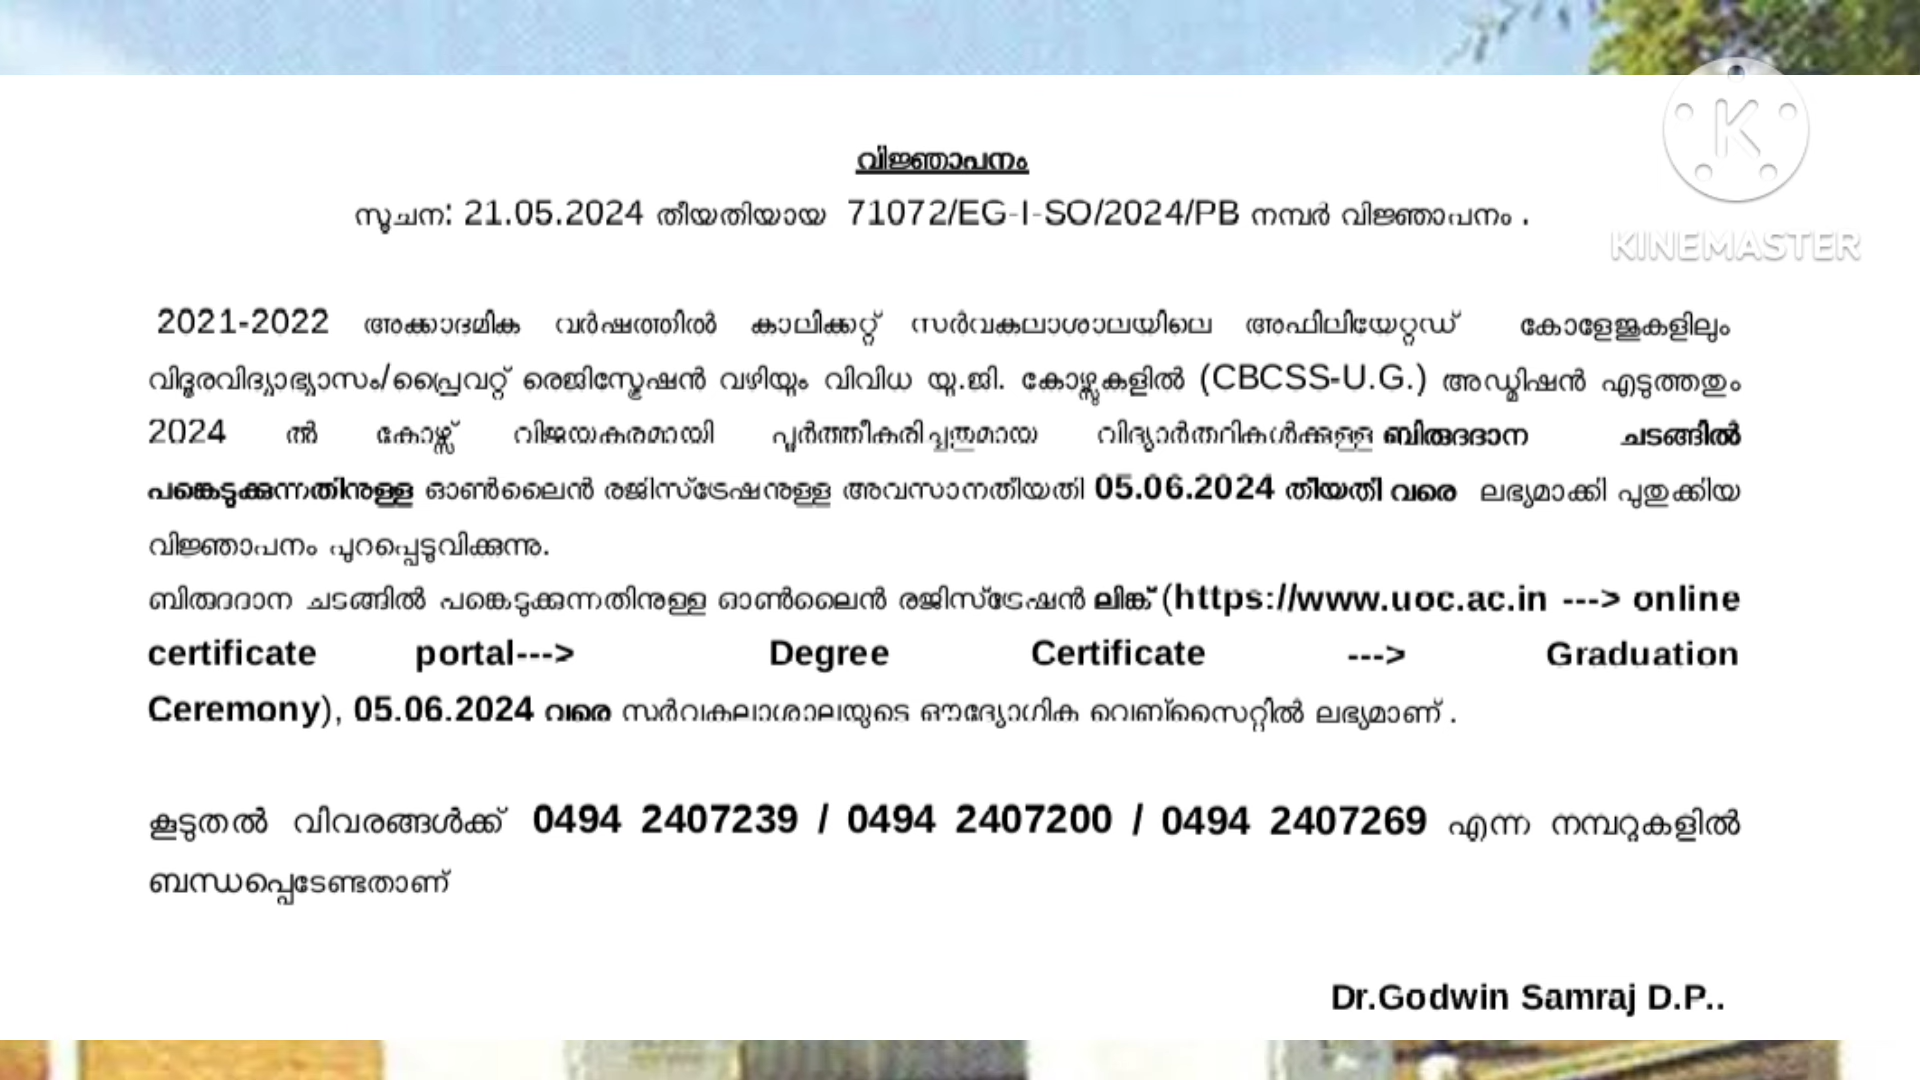 വിജ്ഞാപനം
സൂചന: 21.05.2024 തീയതിയായ 71072/EG-I-SO/2024/PB നമ്പർ വിജ്ഞാപനം .
KINEMASTER
2021-2022 അക്കാദമിക വർഷത്തിൽ കാലിക്കറ്റ് സർവകലാശാലയിലെ അഫിലിയേറ്റഡ് കോളേജുകളിലും
വിദൂരവിദ്യാഭ്യാസം/പ്രൈവറ്റ് രെജിസ്ട്രേഷൻ വഴിയും വിവിധ യു.ജി. കോഴ്സുകളിൽ (CBCSS-U.G.) അഡ്മിഷൻ എടുത്തതും
2024 ൽ കോഴ്സ് വിജയകരമായി പൂർത്തീകരിച്ചതുമായ വിദ്യാർത്ഥികൾക്കുള്ള ബിരുദദാന ചടങ്ങിൽ
പങ്കെടുക്കുന്നതിനുള്ള ഓൺലൈൻ രജിസ്ട്രേഷനുള്ള അവസാനതീയതി 05.06.2024 തീയതി വരെ ലഭ്യമാക്കി പുതുക്കിയ
വിജ്ഞാപനം പുറപ്പെടുവിക്കുന്നു.
ബിരുദദാന ചടങ്ങിൽ പങ്കെടുക്കുന്നതിനുള്ള ഓൺലൈൻ രജിസ്ട്രേഷൻ ലിങ്ക് (https://www.uoc.ac.in ---> online
certificate portal---> Degree Certificate ---> Graduation
Ceremony), 05.06.2024 വരെ സർവകലാശാലയുടെ ഔദ്യോഗിക വെബ്സൈറ്റിൽ ലഭ്യമാണ് .
കൂടുതൽ വിവരങ്ങൾക്ക് 0494 2407239 / 0494 2407200 / 0494 2407269 എന്ന നമ്പറുകളിൽ
ബന്ധപ്പെടേണ്ടതാണ്
Dr.Godwin Samraj D.P..